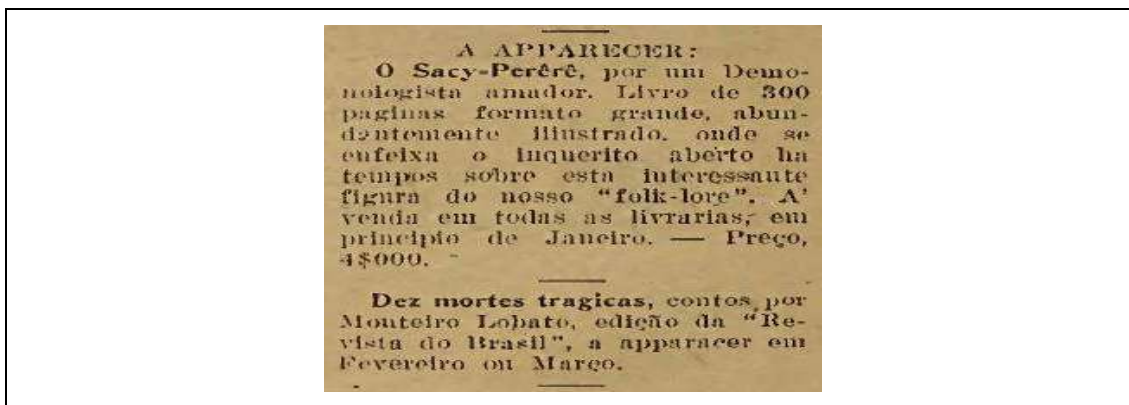 A APPARECER:
O Sacy-Perêrê, por um Demo-
nologista amador. Livro de 300
paginas formato grande, abun-
dantemente illustrado, onde se
enfeixa o inquerito aberto ha
tempos sobre esta interessante
figura do nosso "folk-lore". A'
venda em todas as livrarias, em
principio de Janeiro. — Preço,
4$000.
Dez mortes tragicas, contos por
Monteiro Lobato, edição da "Re-
vista do Brasil", a apparacer em
Fevereiro ou Março.